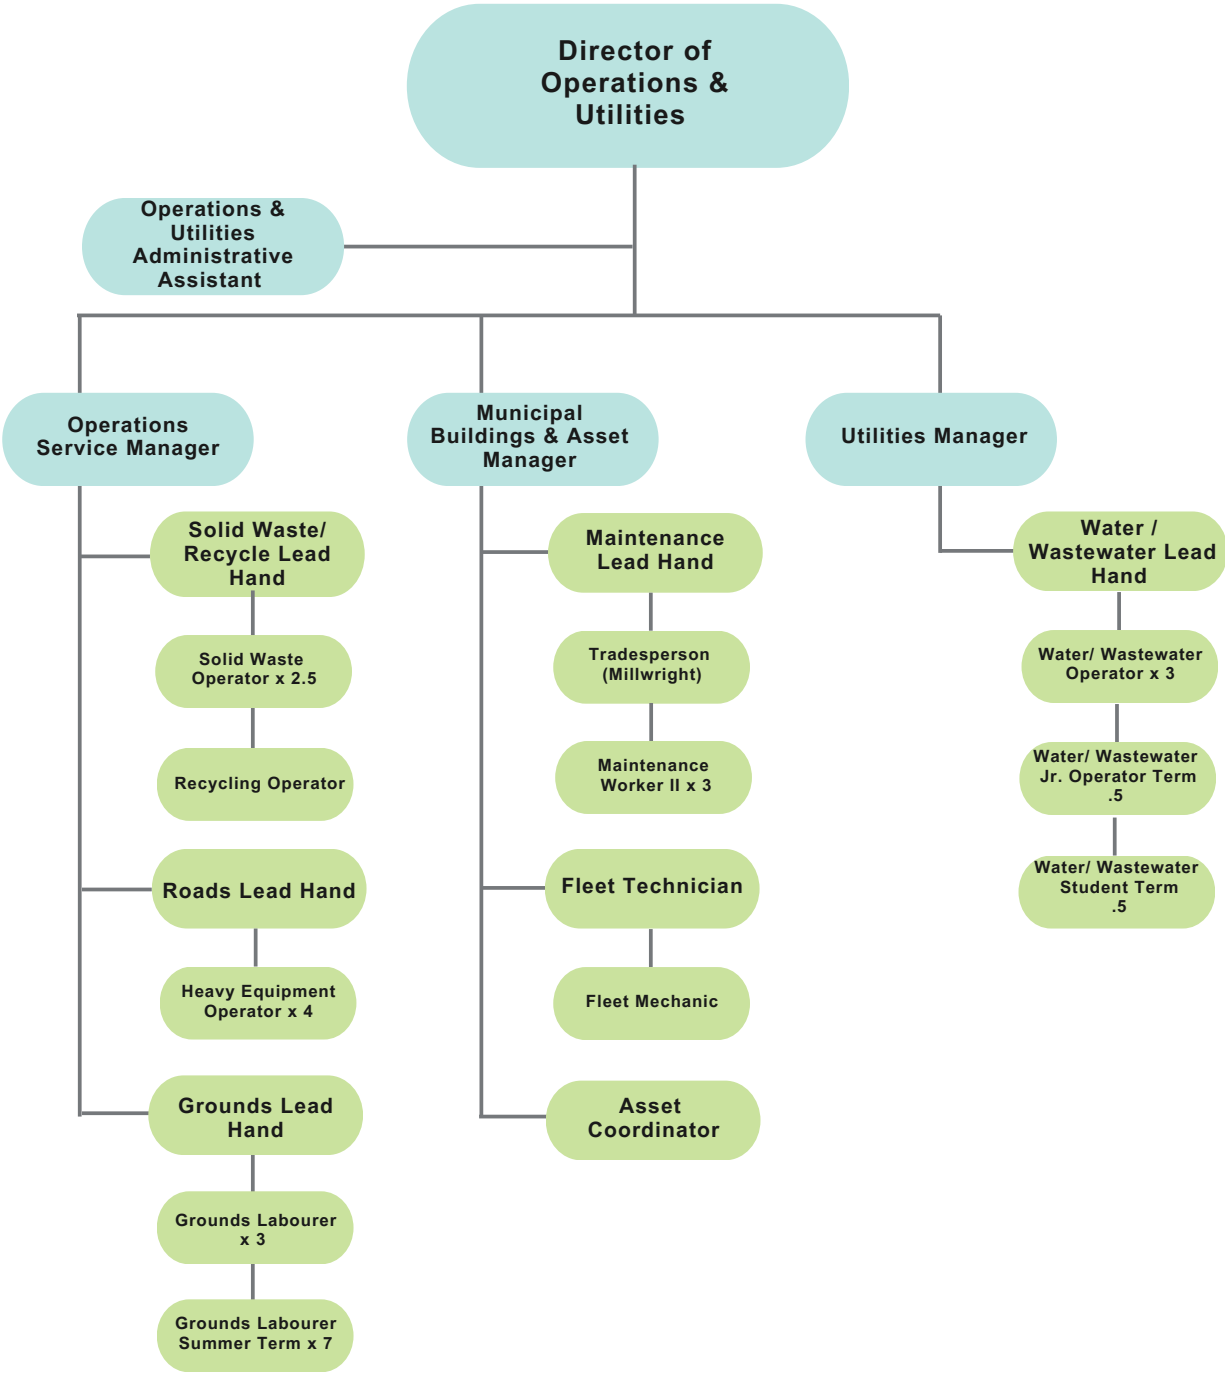 Director of
Operations &
Utilities
Operations &
Utilities
Administrative
Assistant
Operations
Service Manager
Municipal
Buildings & Asset
Manager
Utilities Manager
Solid Waste/
Recycle Lead
Hand
Solid Waste
Operator x 2.5
Recycling Operator
Roads Lead Hand
Heavy Equipment
Operator x 4
Grounds Lead
Hand
Grounds Labourer
x 3
Grounds Labourer
Summer Term x 7
Maintenance
Lead Hand
Tradesperson
(Millwright)
Maintenance
Worker II x 3
Fleet Technician
Fleet Mechanic
Asset
Coordinator
Water /
Wastewater Lead
Hand
Water/ Wastewater
Operator x 3
Water/ Wastewater
Jr. Operator Term
.5
Water/ Wastewater
Student Term
.5